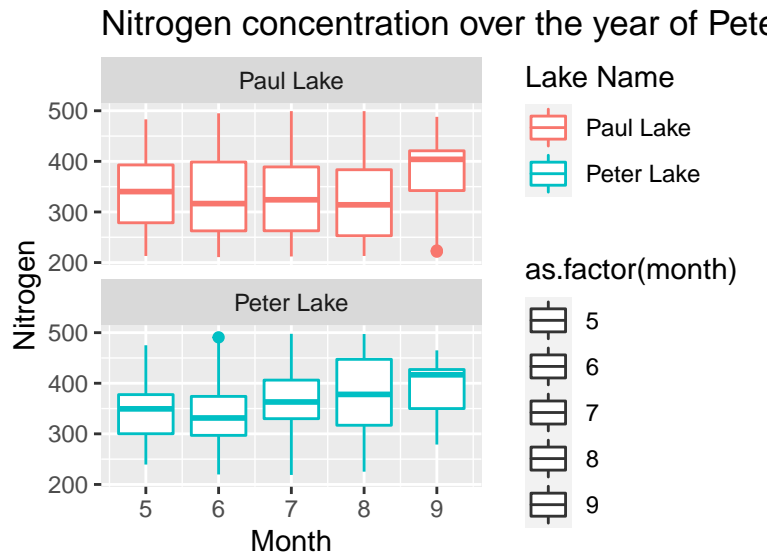 Nitrogen concentration over the year of Pete
Paul Lake
500
400
300
200
Peter Lake
500
400
300
200
Nitrogen
5 6 7 8 9
Month
Lake Name
Paul Lake
Peter Lake
as.factor(month)
5
6
7
8
9